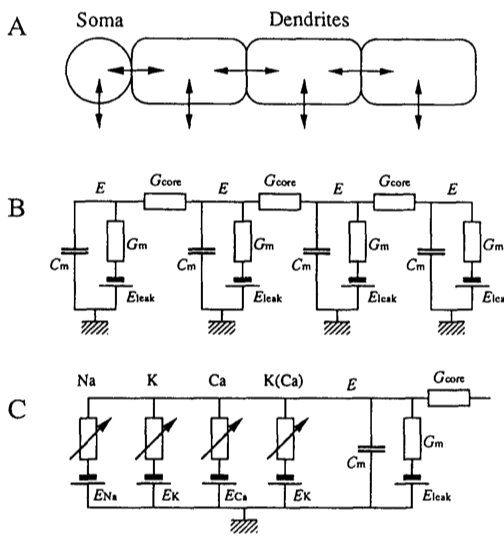 A
Soma Dendrites
B
E Gcore E Gcore E Gcore E
Cm Gm Cm Gm Cm Gm Cm Gm
Eleak Eleak Eleak Elea
C
Na K Ca K(Ca) E Gcore
Cm Gm
ENa EK ECa EK Eleak